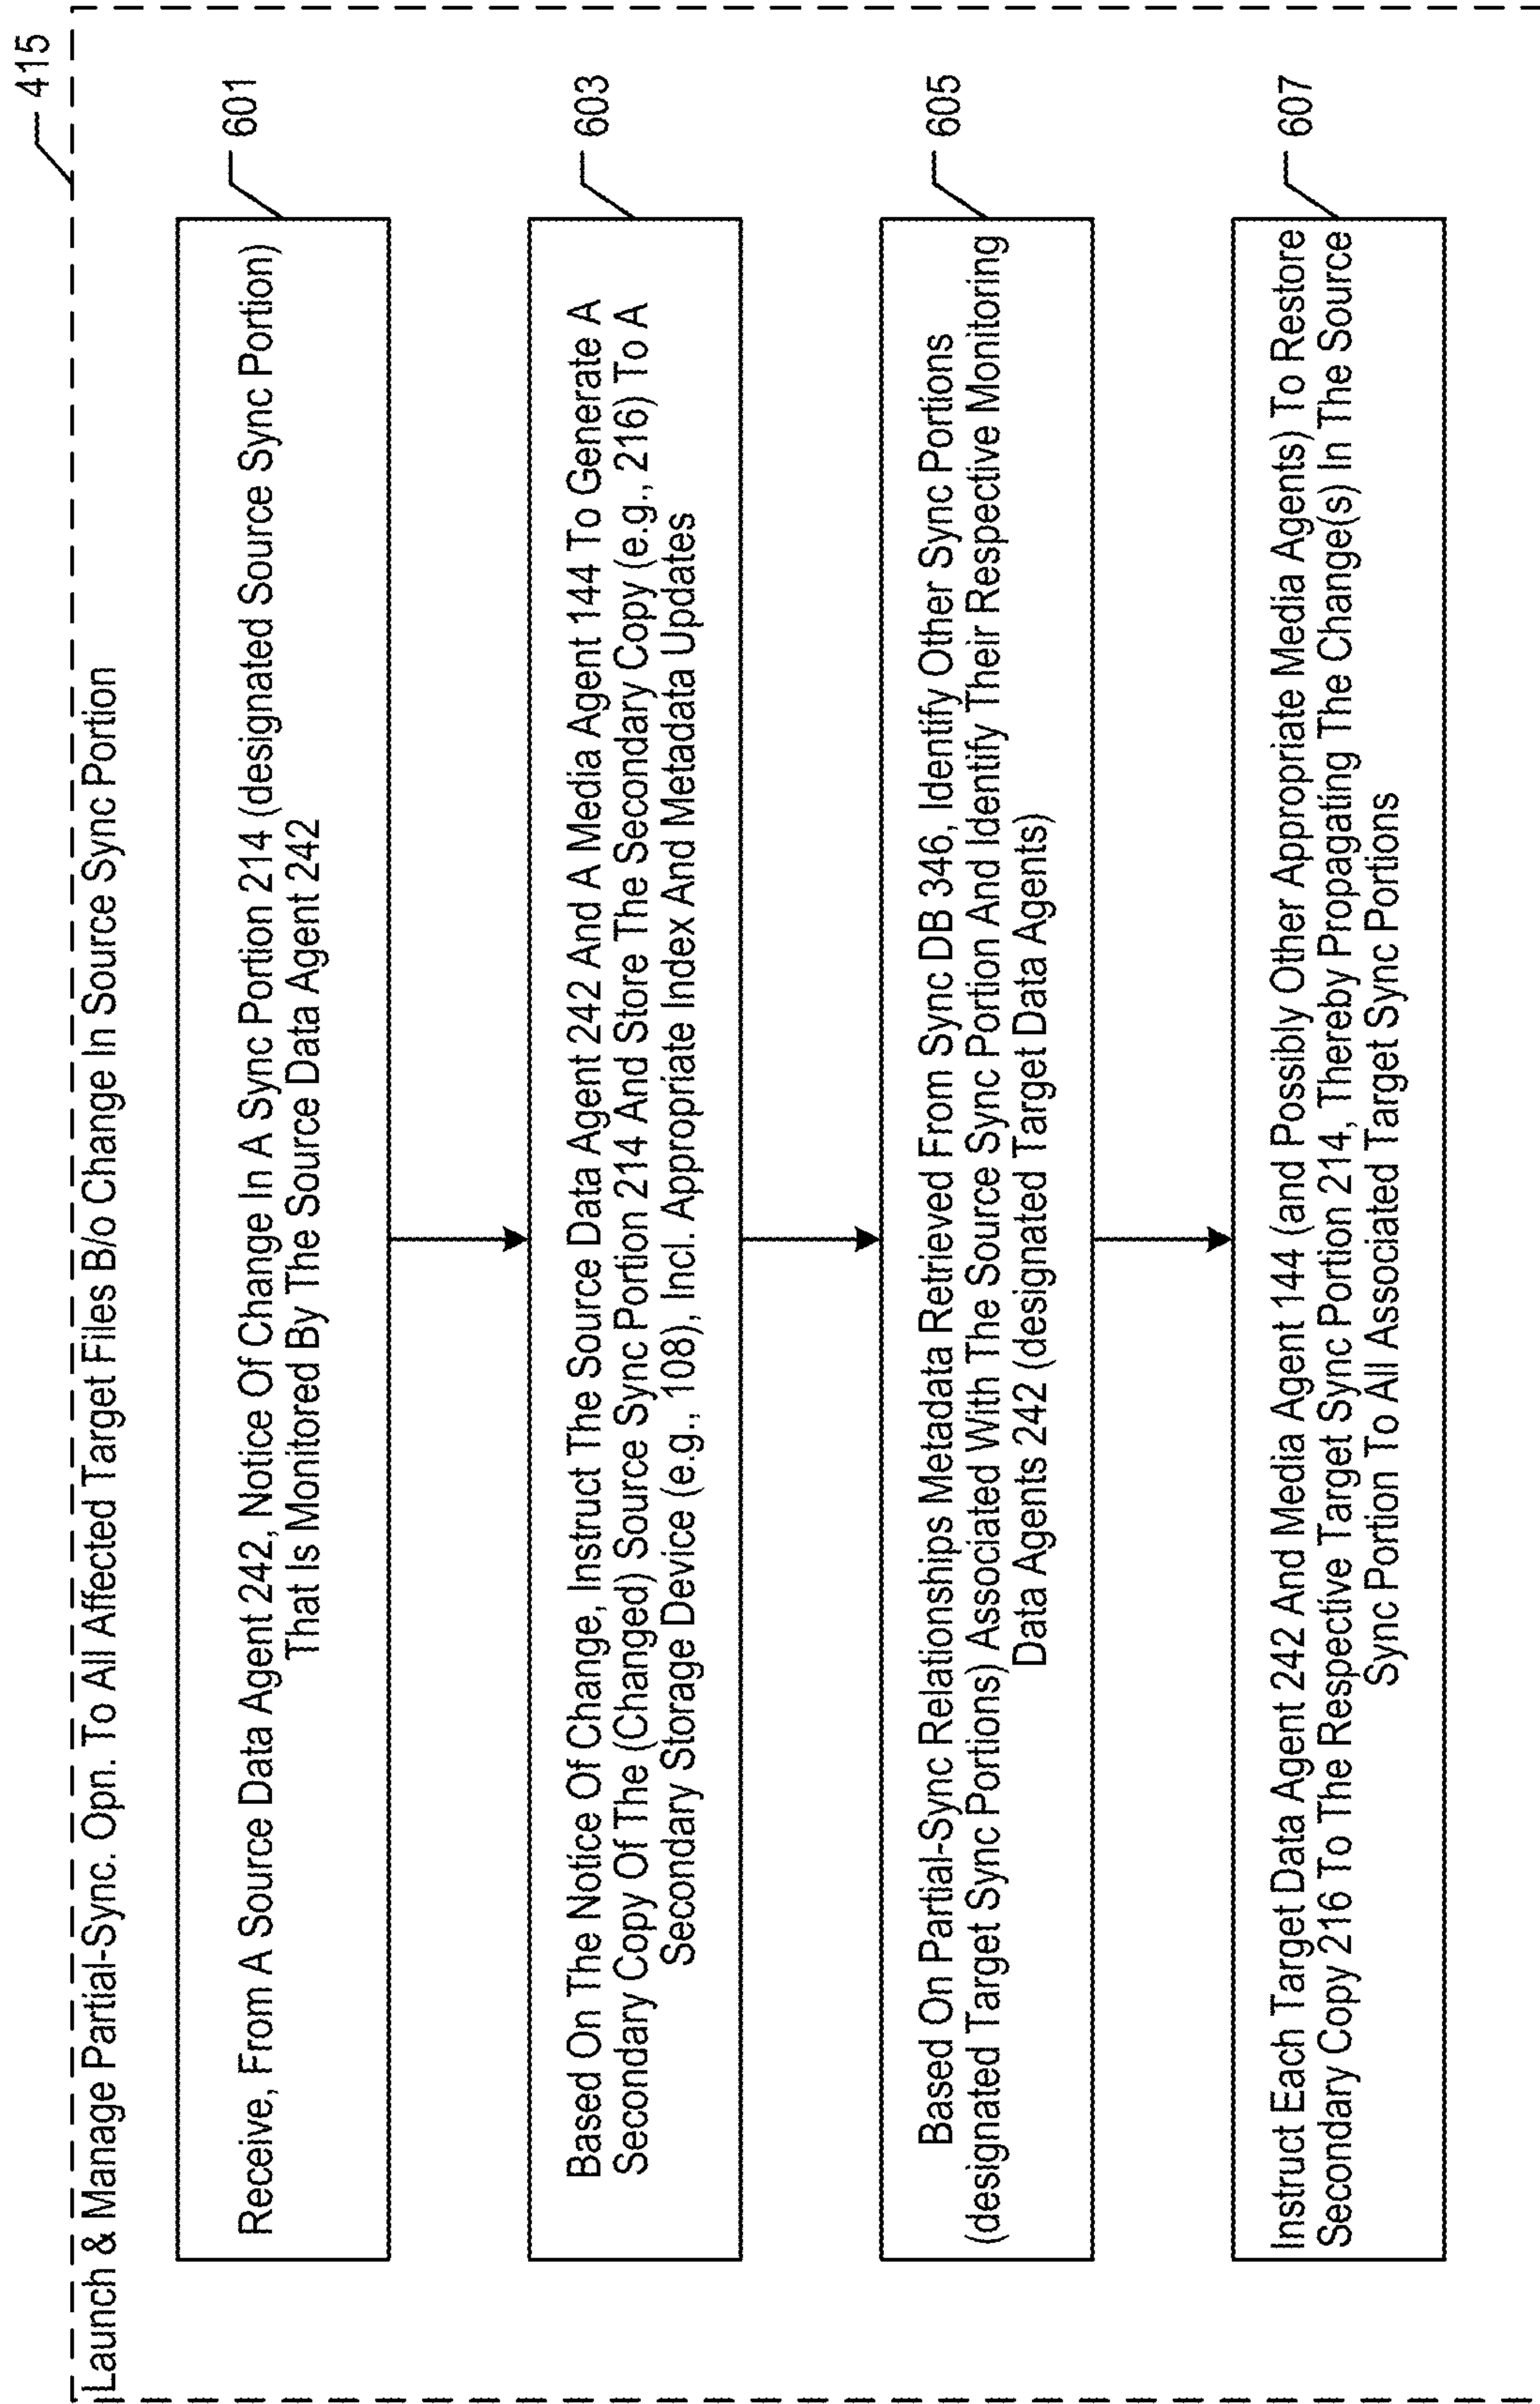 415
Launch & Manage Partial-Sync. Opn. To All Affected Target Files B/o Change In Source Sync Portion
601
Receive, From A Source Data Agent 242, Notice Of Change In A Sync Portion 214 (designated Source Sync Portion)
That Is Monitored By The Source Data Agent 242
603
Based On The Notice Of Change, Instruct The Source Data Agent 242 And A Media Agent 144 To Generate A
Secondary Copy Of The (Changed) Source Sync Portion 214 And Store The Secondary Copy (e.g., 216) To A
Secondary Storage Device (e.g., 108), Incl. Appropriate Index And Metadata Updates
605
Based On Partial-Sync Relationships Metadata Retrieved From Sync DB 346, Identify Other Sync Portions
(designated Target Sync Portions) Associated With The Source Sync Portion And Identify Their Respective Monitoring
Data Agents 242 (designated Target Data Agents)
607
Instruct Each Target Data Agent 242 And Media Agent 144 (and Possibly Other Appropriate Media Agents) To Restore
Secondary Copy 216 To The Respective Target Sync Portion 214, Thereby Propagating The Change(s) In The Source
Sync Portion To All Associated Target Sync Portions